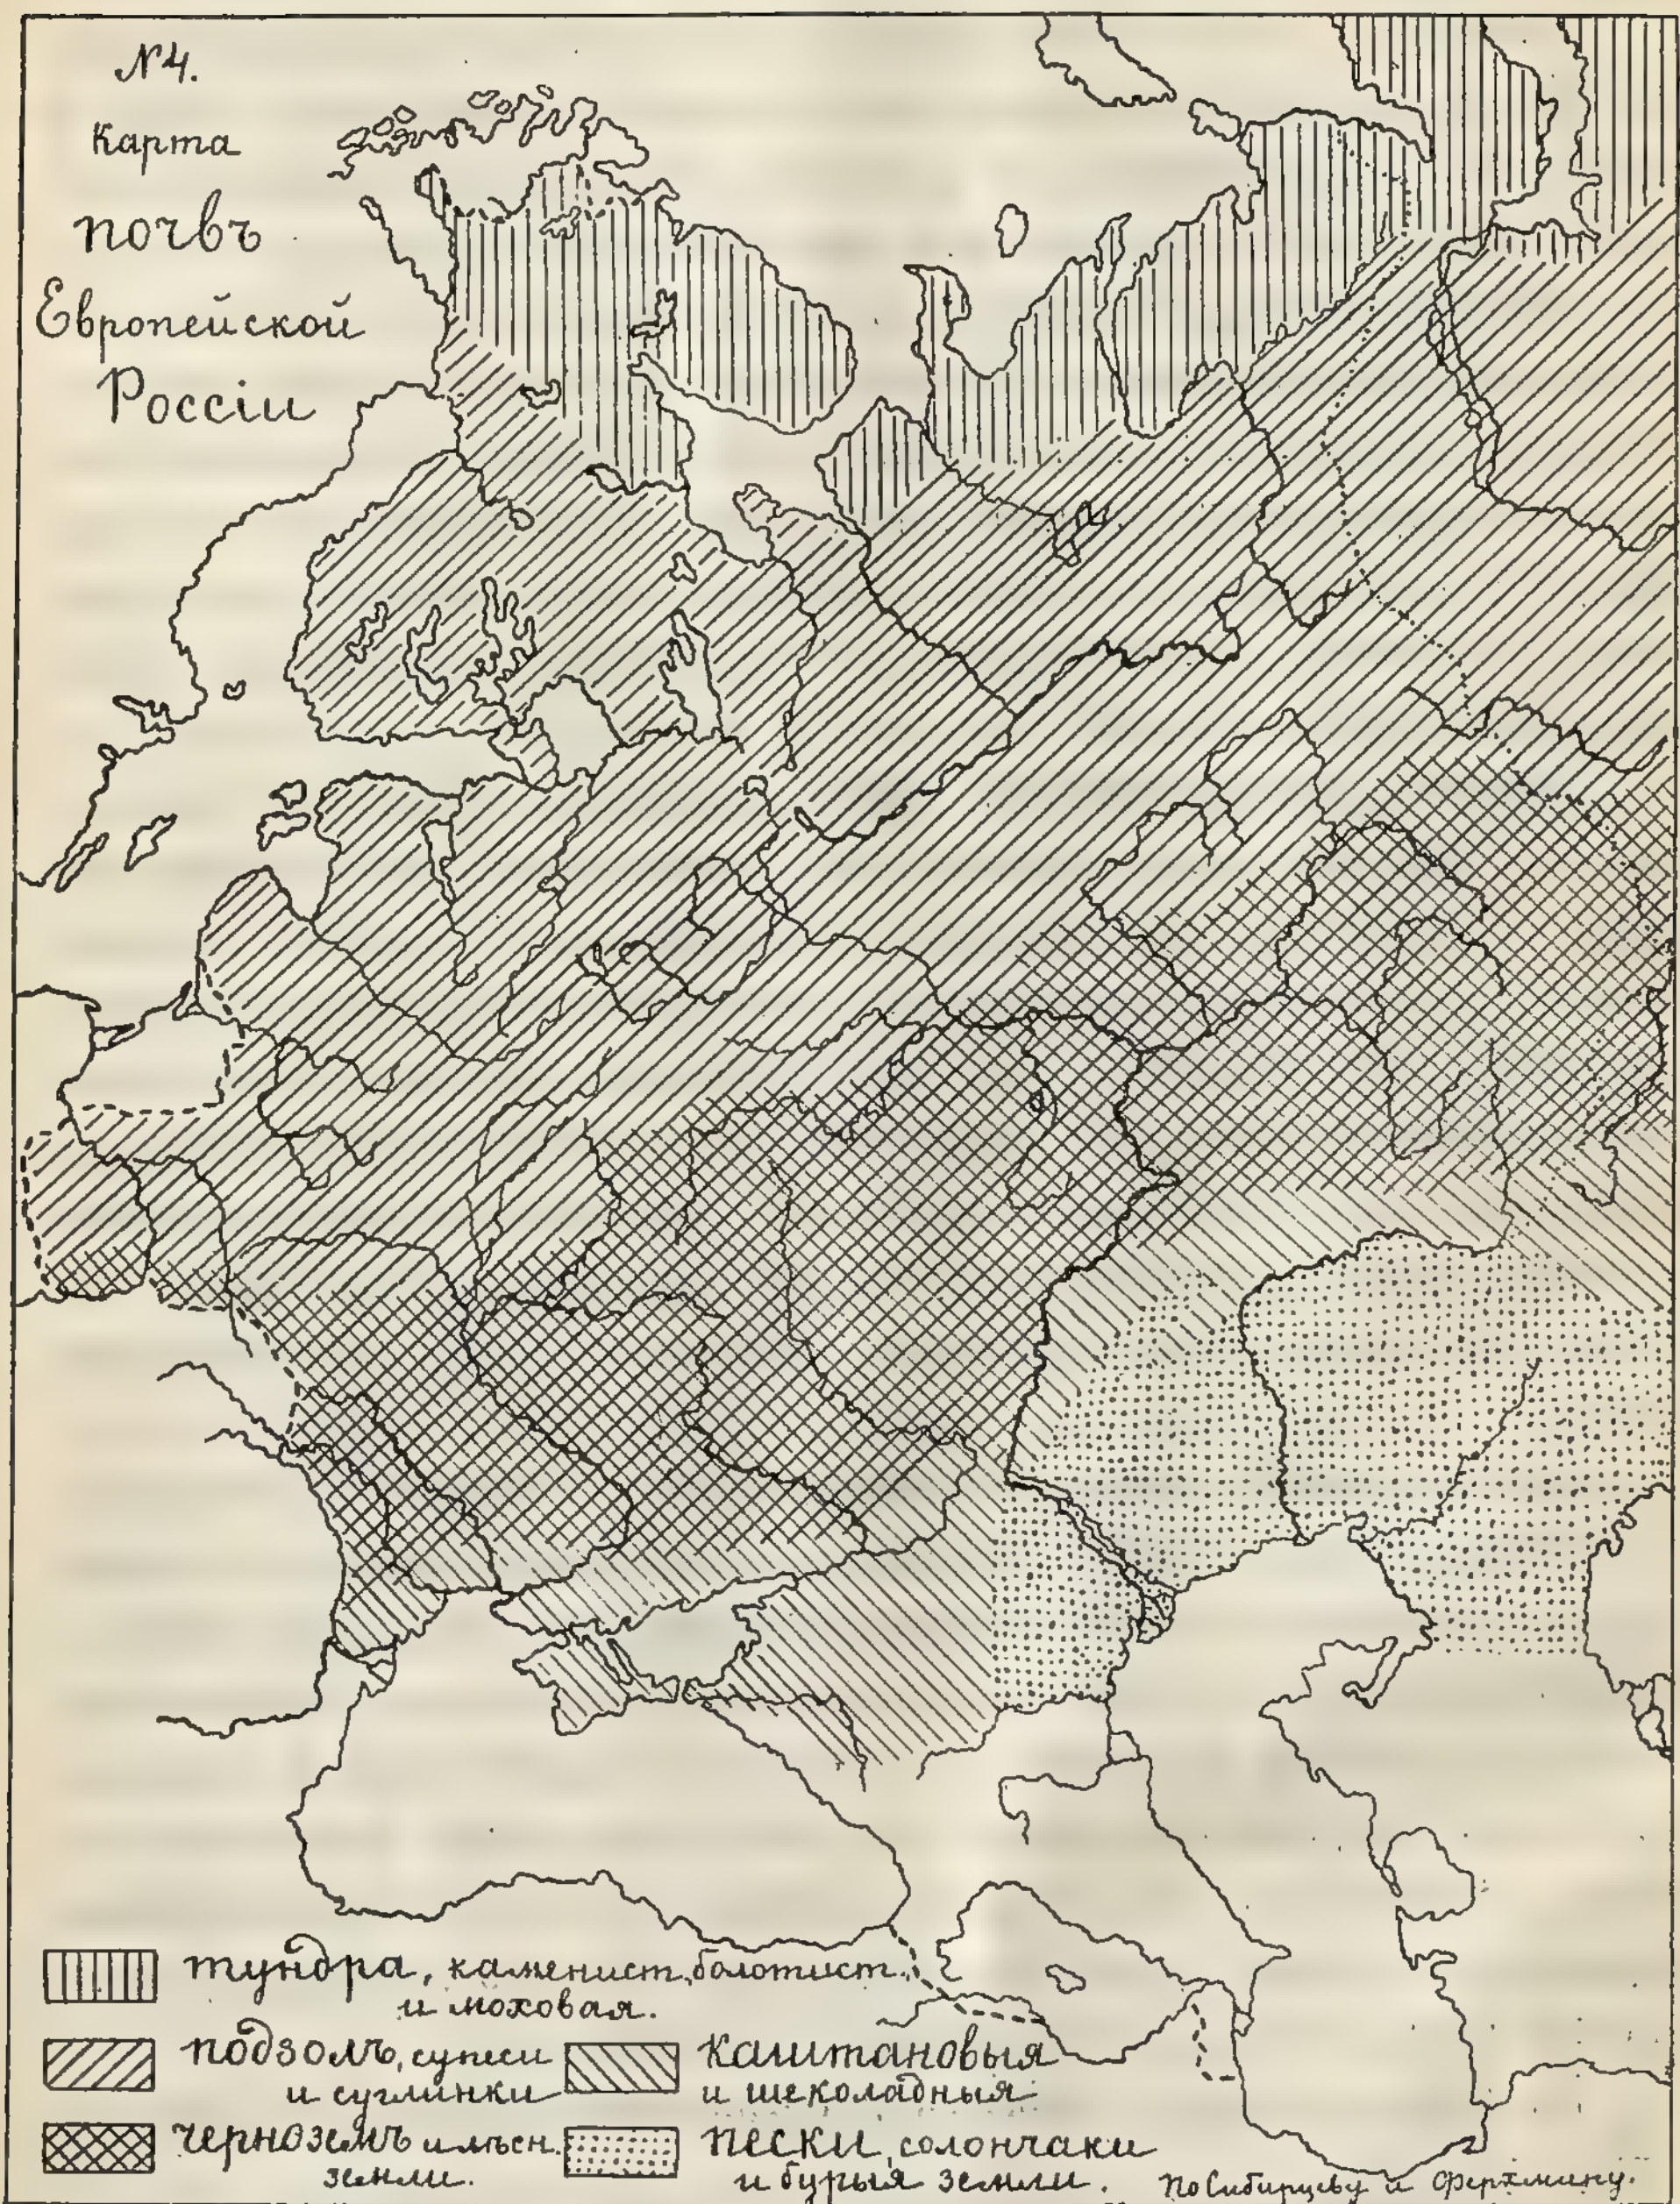 №4.
Карта
почвъ
Европейской
Россіи
тундра, каменист. болотист.
и моховая.
подзолъ, супеси
и суглинки
каштановыя
и шеколадныя
черноземъ и лѣсн.
земли.
пески, солончаки
и бурыя земли.
по Сибирцеву и Ферхмину.